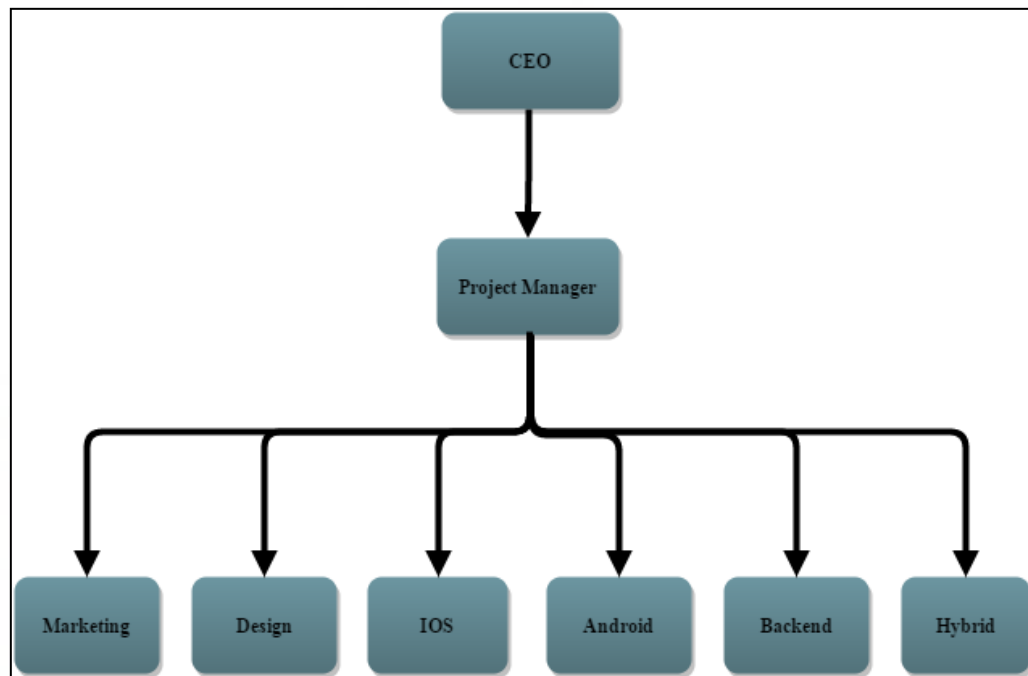 CEO
Project Manager
Marketing
Design
IOS
Android
Backend
Hybrid